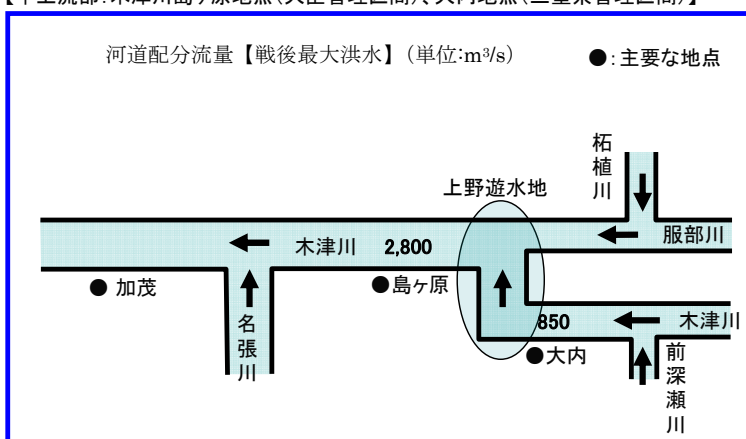 【中上流部:木津川島ヶ原地点(大臣管理区間)、大内地点(三重県管理区間)】
河道配分流量【戦後最大洪水】(単位:m³/s)
●:主要な地点
柘植川
上野遊水地
服部川
木津川 2,800
●加茂
●島ヶ原
名張川
850
木津川
●大内
前深瀬川